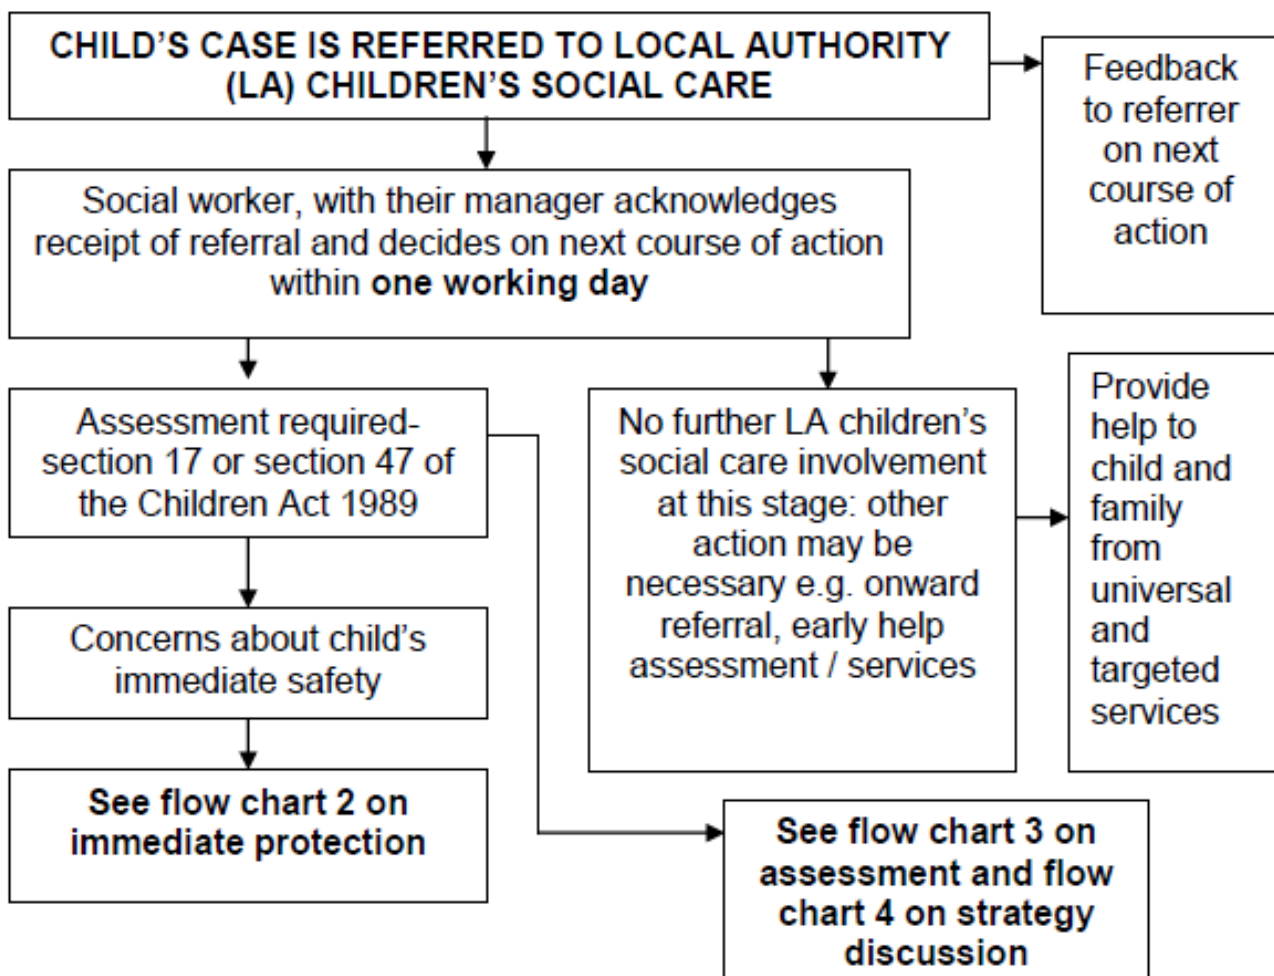 CHILD’S CASE IS REFERRED TO LOCAL AUTHORITY
(LA) CHILDREN’S SOCIAL CARE
Feedback
to referrer
on next
course of
action
Social worker, with their manager acknowledges
receipt of referral and decides on next course of action
within one working day
Assessment required-
section 17 or section 47 of
the Children Act 1989
No further LA children’s
social care involvement
at this stage: other
action may be
necessary e.g. onward
referral, early help
assessment / services
Provide
help to
child and
family
from
universal
and
targeted
services
Concerns about child’s
immediate safety
See flow chart 2 on
immediate protection
See flow chart 3 on
assessment and flow
chart 4 on strategy
discussion